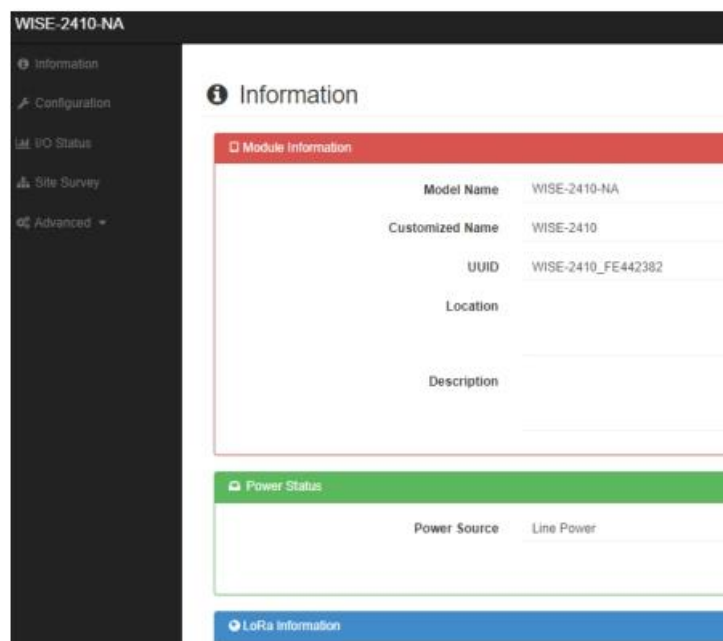 WISE-2410-NA
Information
Configuration
I/O Status
Site Survey
Advanced
Information
Module Information
Model Name WISE-2410-NA
Customized Name WISE-2410
UUID WISE-2410_FE442382
Location
Description
Power Status
Power Source Line Power
LoRa Information